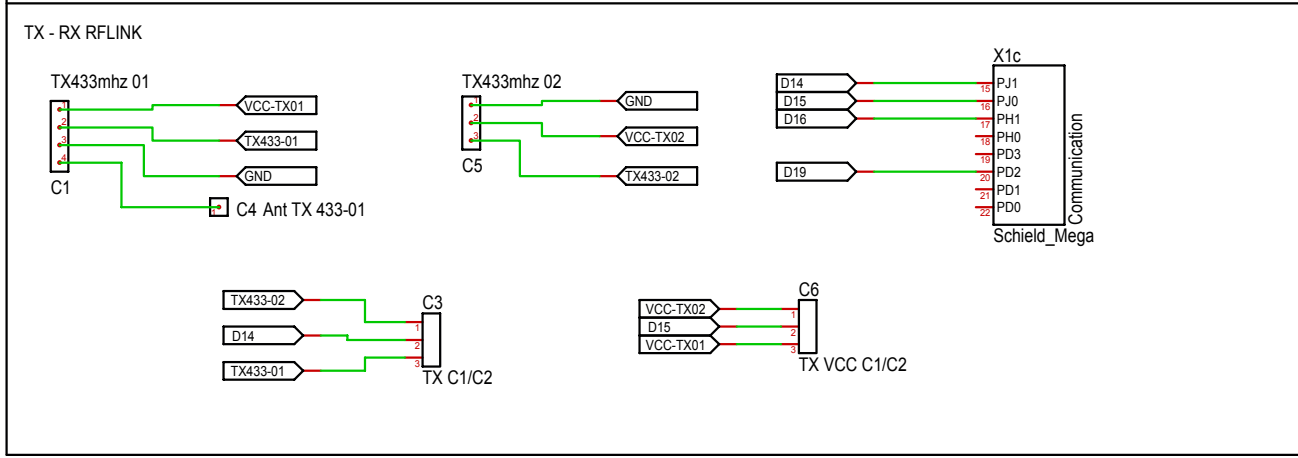 TX - RX RFLINK
TX433mhz 01
1
2
3
4
C1
VCC-TX01
TX433-01
GND
1
C4 Ant TX 433-01
TX433mhz 02
1
2
3
C5
GND
VCC-TX02
TX433-02
X1c
D14
15
PJ1
D15
16
PJ0
D16
17
PH1
18
PH0
19
PD3
D19
20
PD2
21
PD1
22
PD0
Communication
Schield_Mega
TX433-02
D14
TX433-01
C3
1
2
3
TX C1/C2
VCC-TX02
D15
VCC-TX01
C6
1
2
3
TX VCC C1/C2